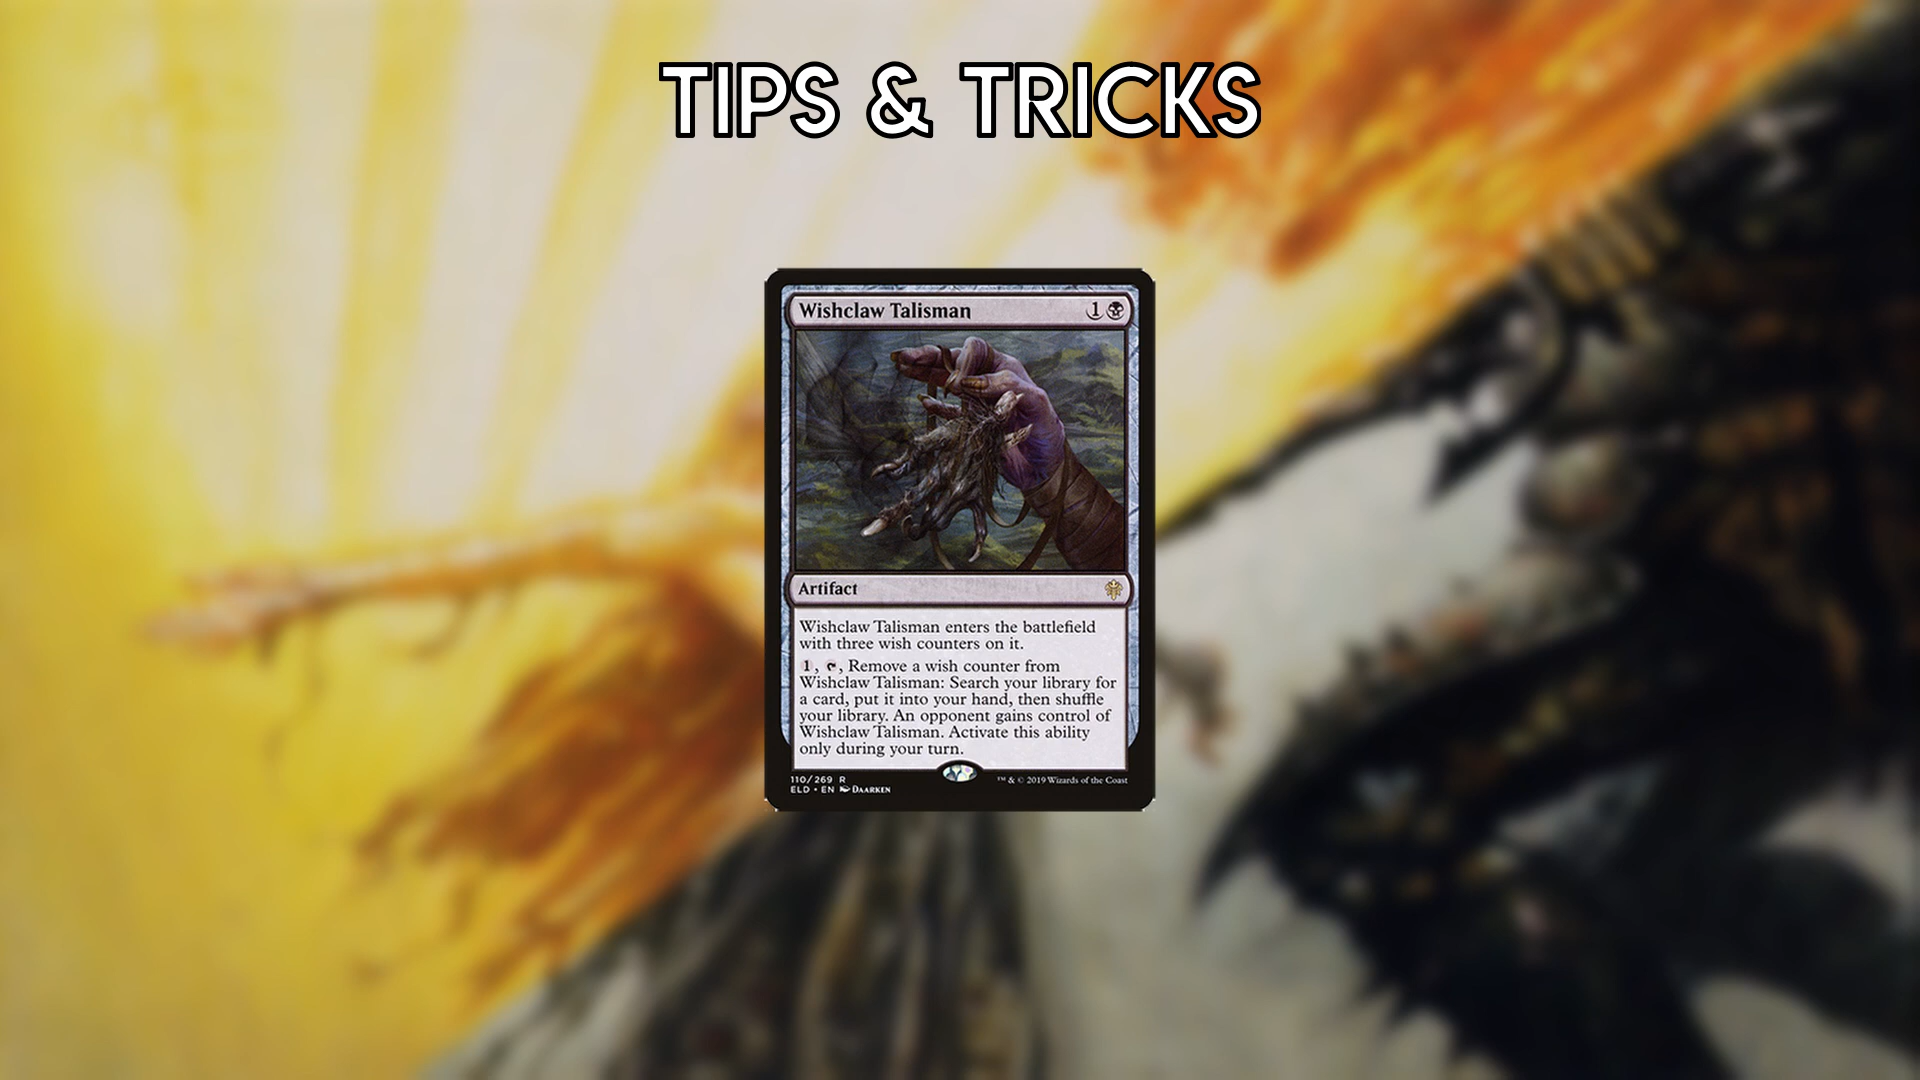 TIPS & TRICKS
Wishclaw Talisman 1
Artifact
Wishclaw Talisman enters the battlefield
with three wish counters on it.
1, , Remove a wish counter from
Wishclaw Talisman: Search your library for
a card, put it into your hand, then shuffle
your library. An opponent gains control of
Wishclaw Talisman. Activate this ability
only during your turn.
110/269 R
™ & © 2019 Wizards of the Coast
ELD • EN DAARKEN